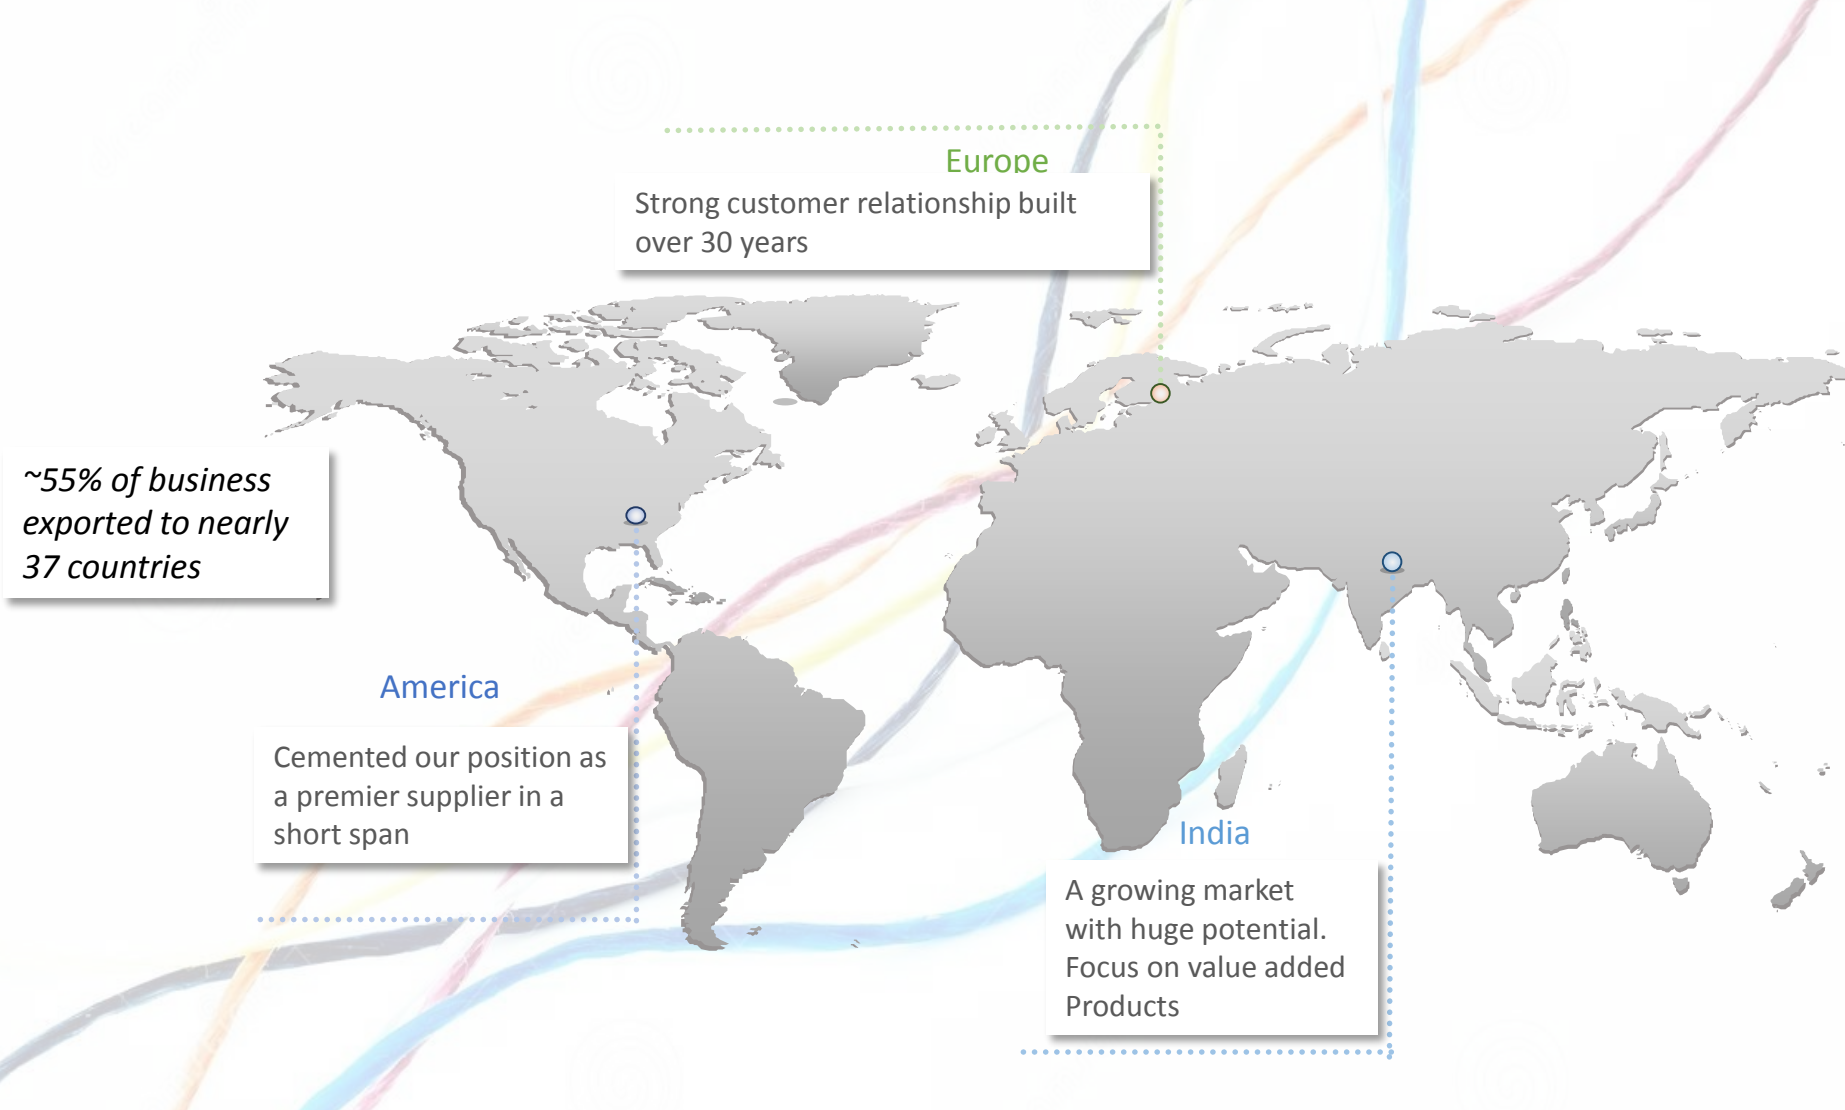 Europe
Strong customer relationship built
over 30 years
~55% of business
exported to nearly
37 countries
America
Cemented our position as
a premier supplier in a
short span
India
A growing market
with huge potential.
Focus on value added
Products